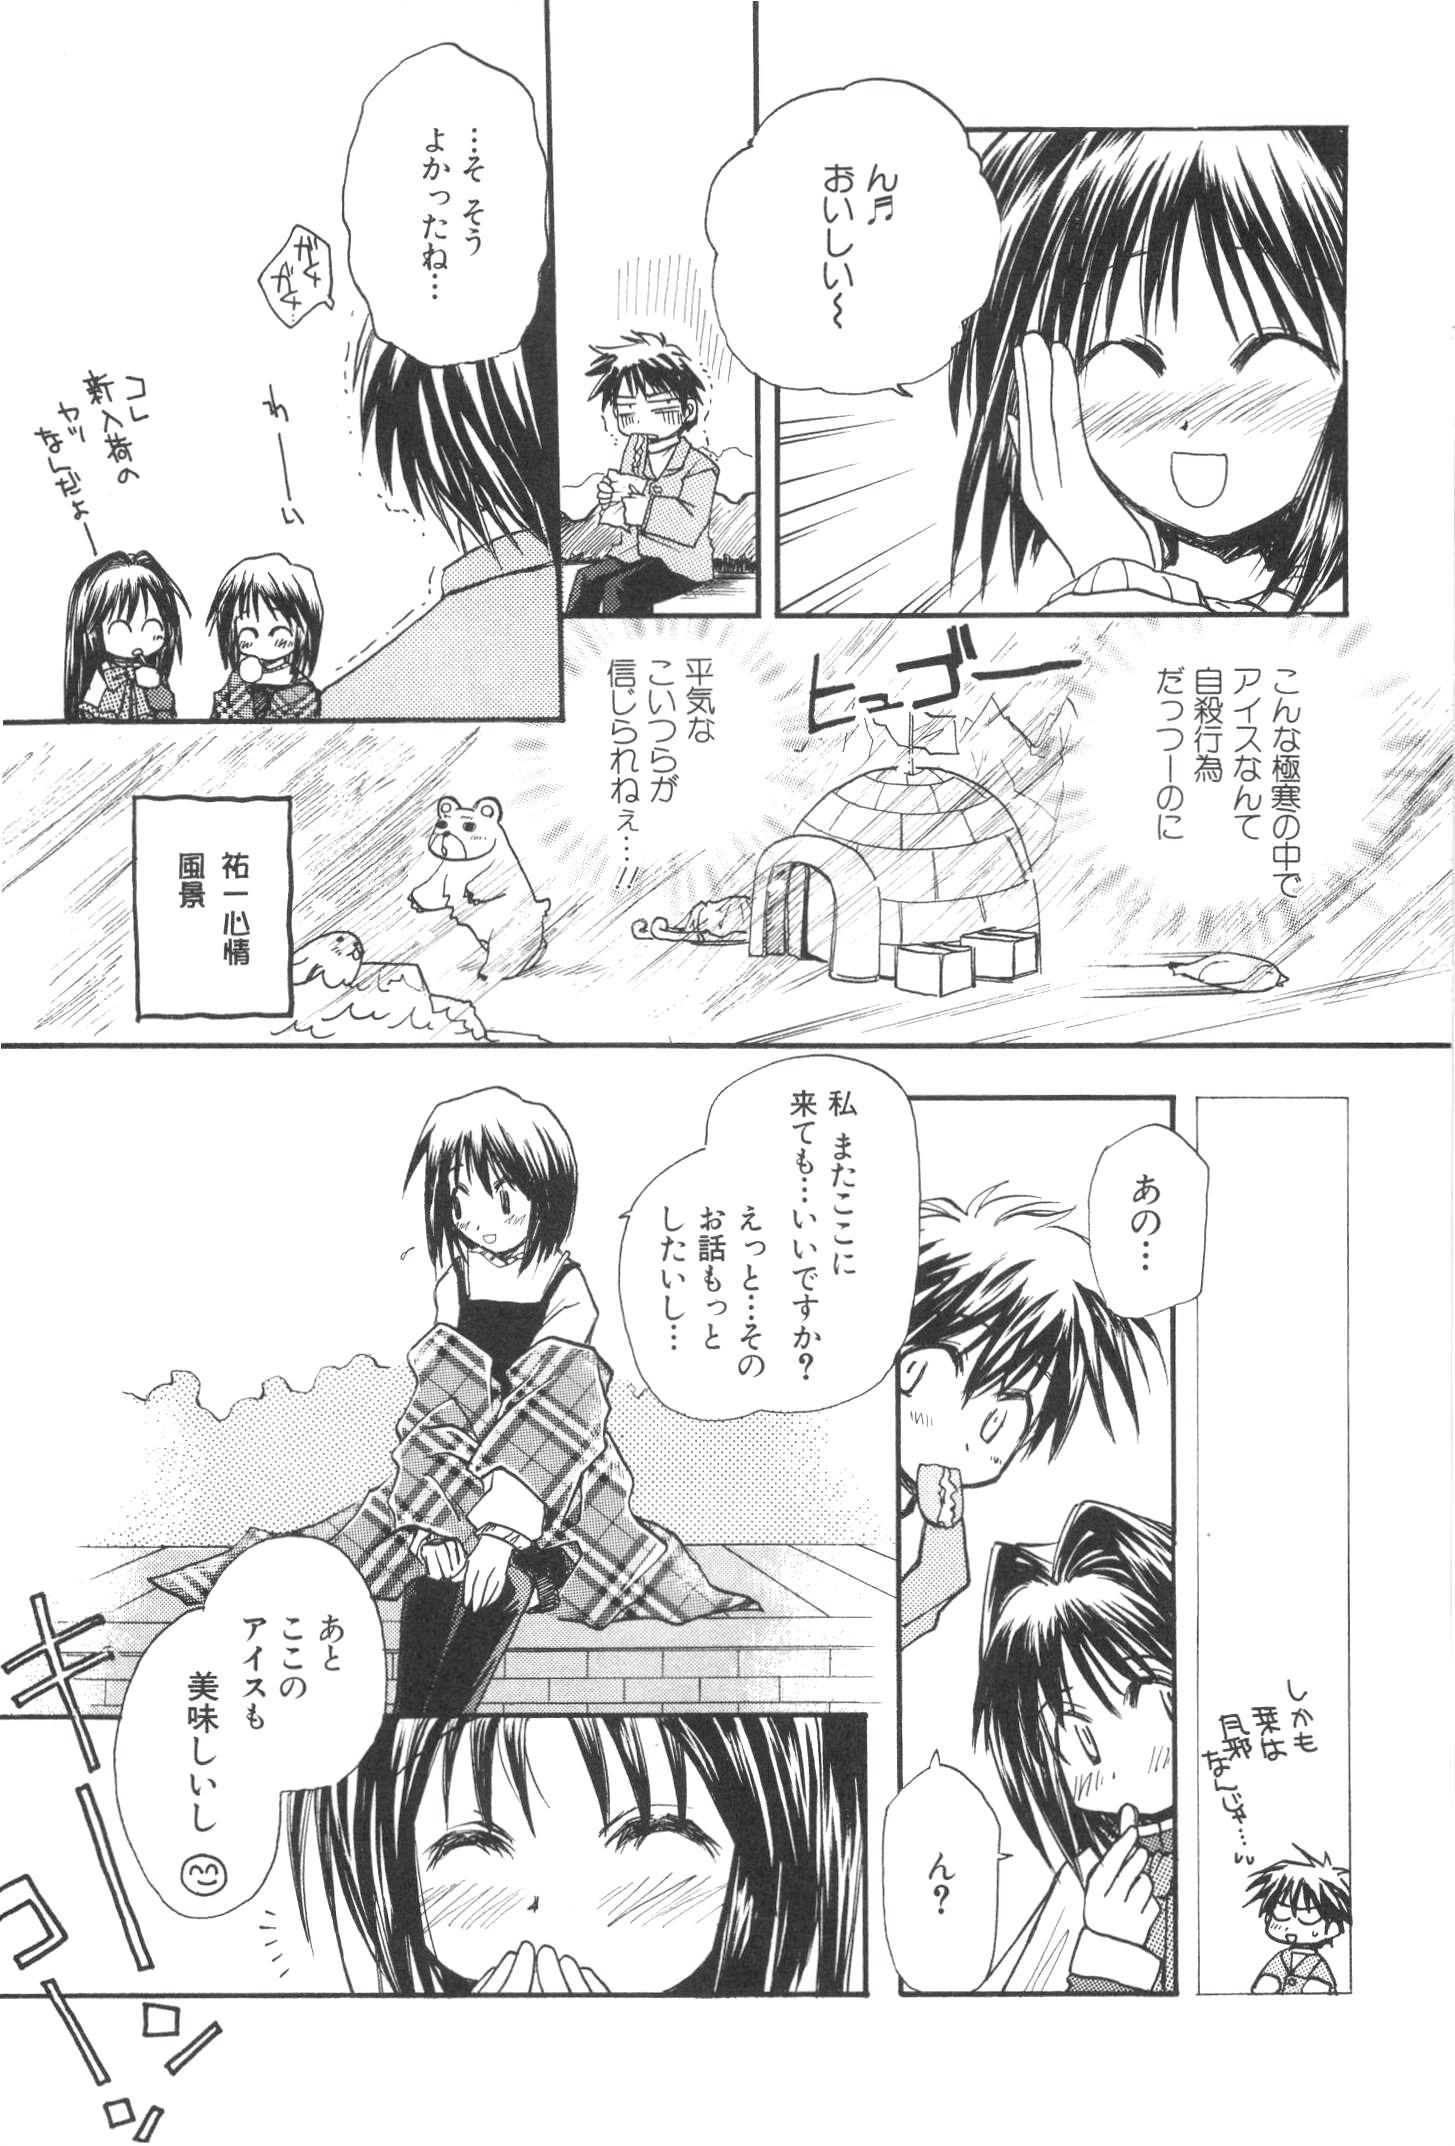 ん♬
おいしい～
…そ そう
よかったね…
ガタ
ガタ
わーい
コレ
新入荷の
ヤツ
なんだよー
こんな極寒の中で
アイスなんて
自殺行為
だっつーのに
ヒュゴー
平気な
こいつらが
信じられねぇ…!!
祐一心情
風景
しかも
栞は
なんじゃ…
あの…
ん?
私 またここに
来ても…いいですか?
えっと…その
お話もっと
したいし…
あと
ここの
アイスも
美味しいし
キーン
コーン